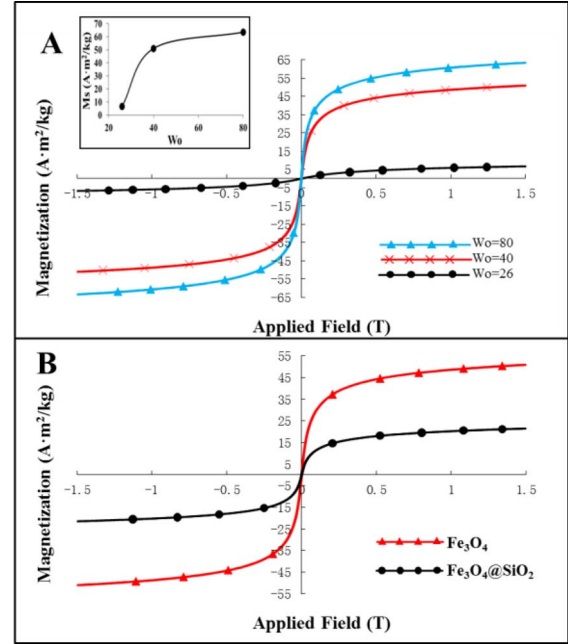 A
Ms (A·m²/kg)
70
60
50
40
30
20
10
0
20 40 60 80
Wo
Magnetization (A·m²/kg)
65
55
45
35
25
15
5
-1.5 -1 -0.5 0 0.5 1 1.5
-5
-15
-25
-35
-45
-55
-65
Wo=80
Wo=40
Wo=26
Applied Field (T)
B
Magnetization (A·m²/kg)
55
45
35
25
15
5
-1.5 -1 -0.5 0 0.5 1 1.5
-5
-15
-25
-35
-45
-55
Fe₃O₄
Fe₃O₄@SiO₂
Applied Field (T)